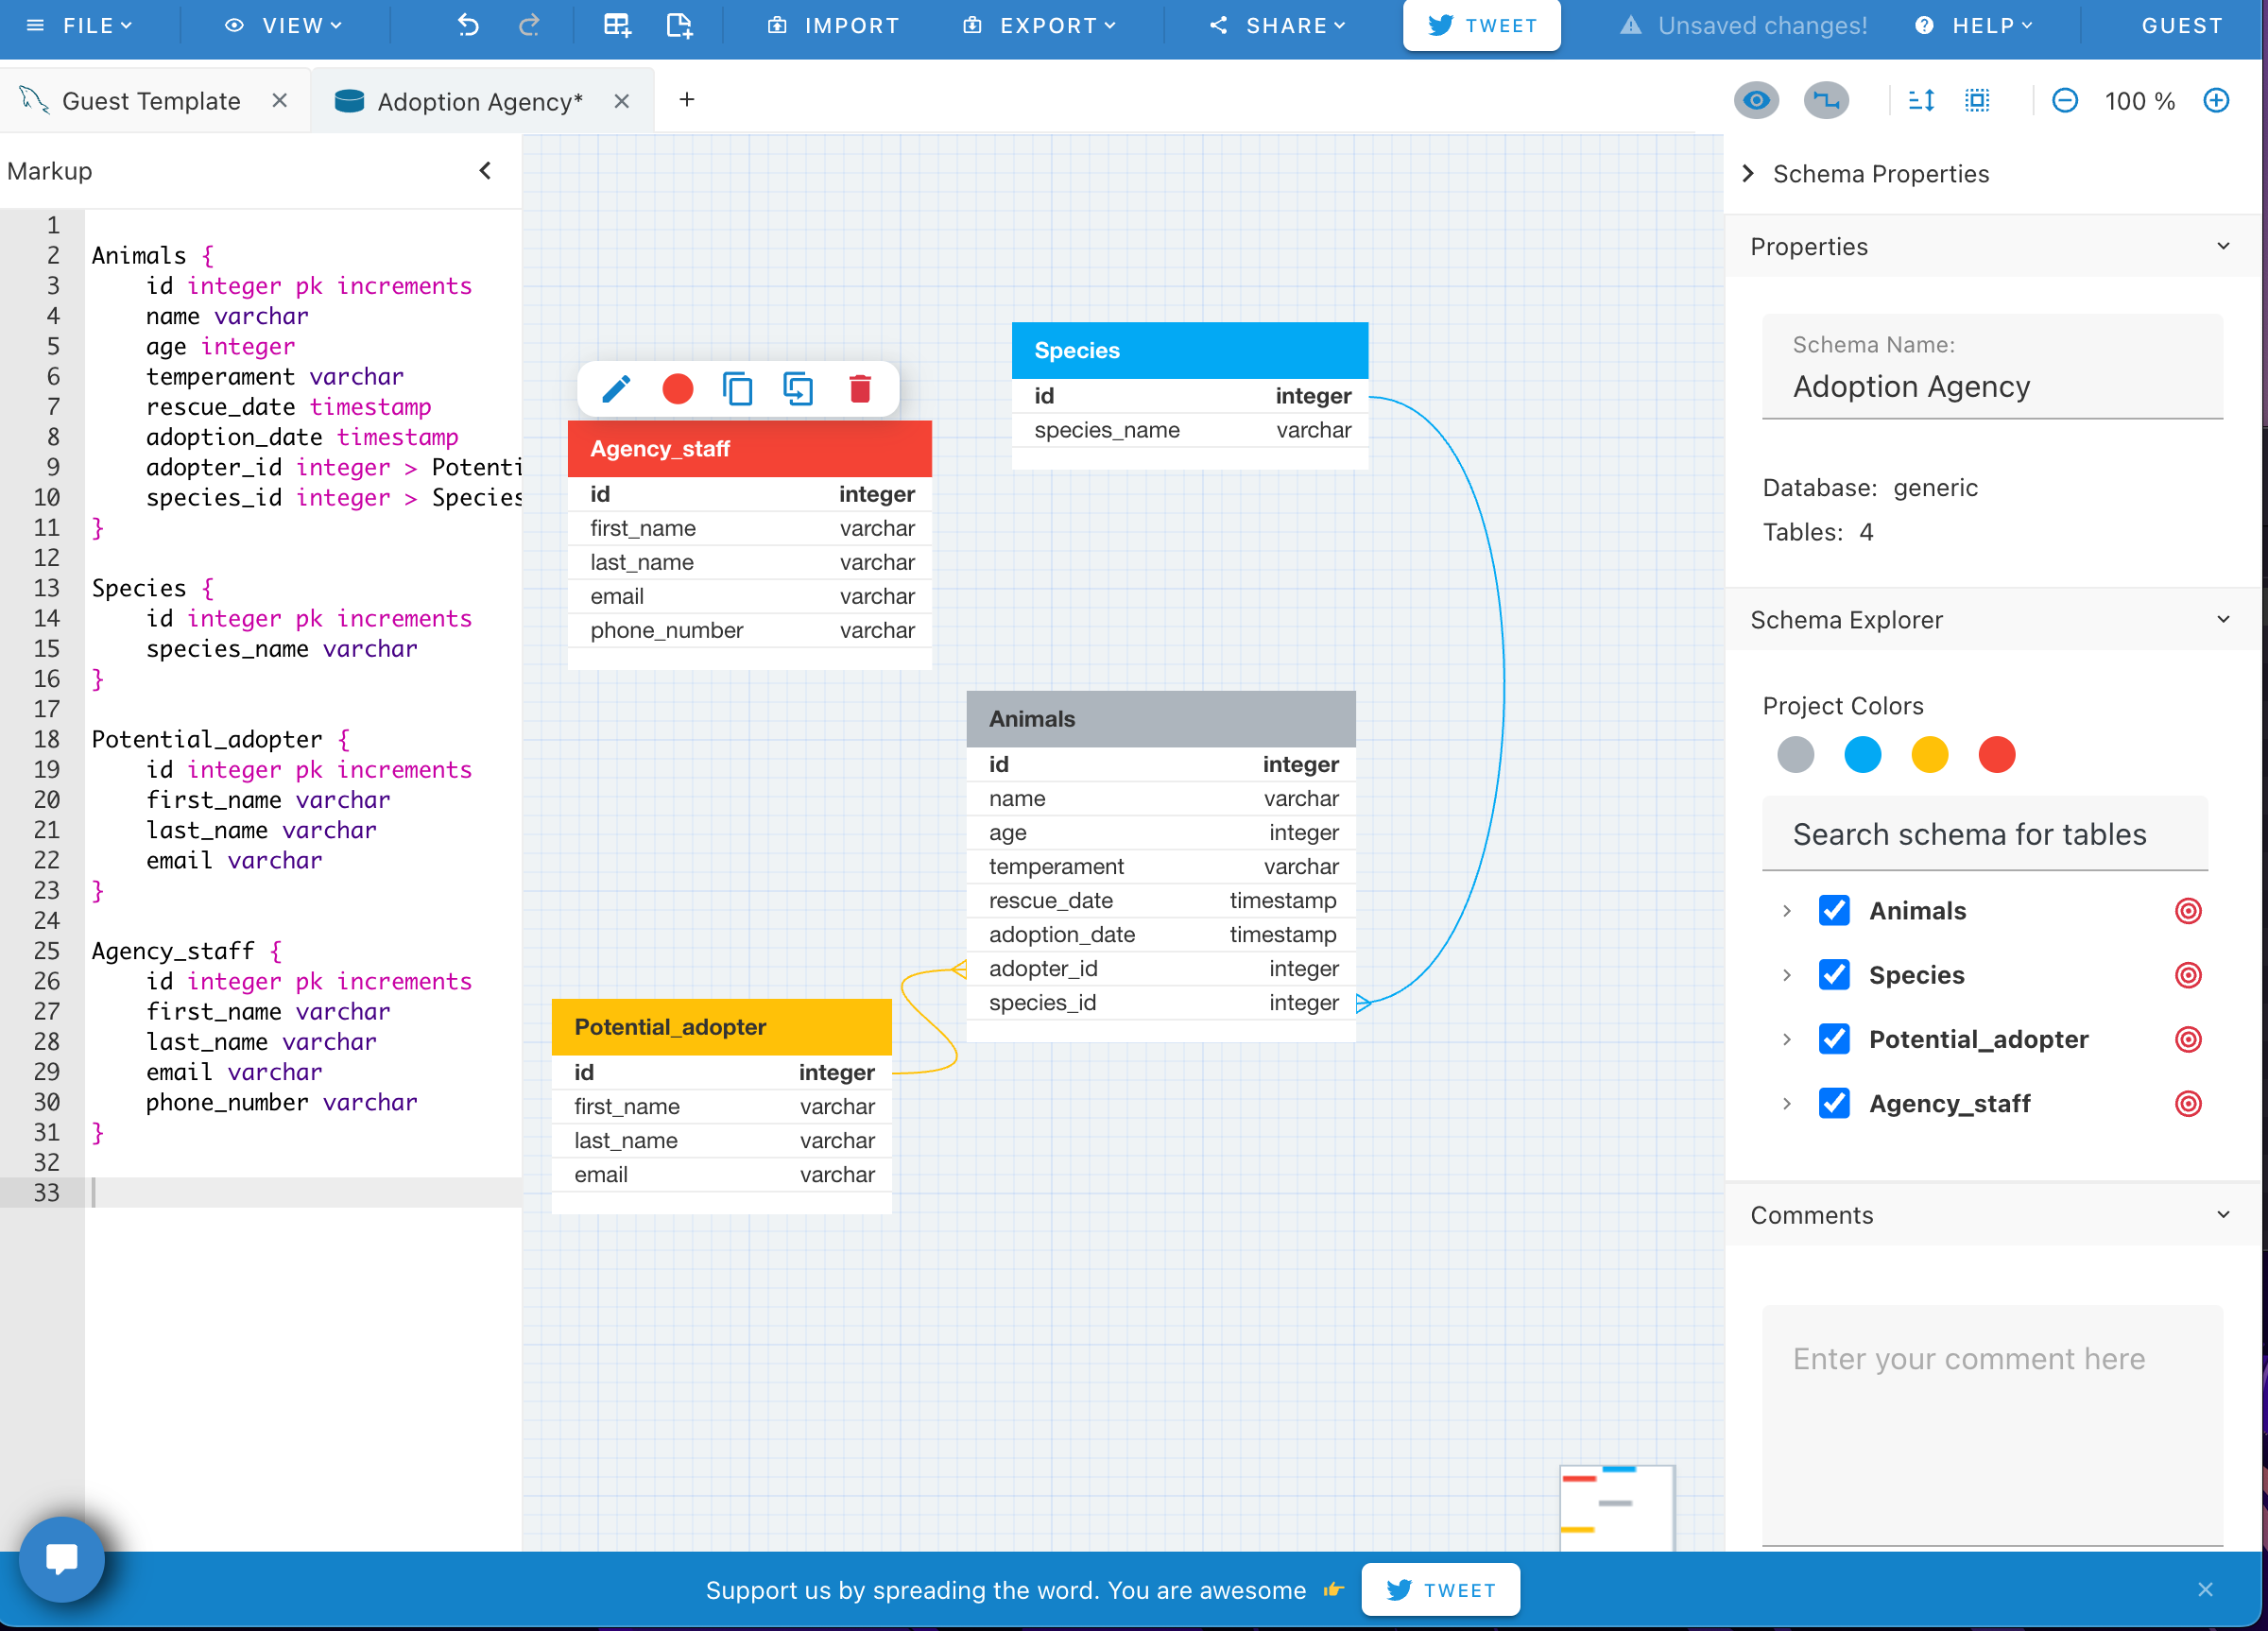 FILE VIEW IMPORT EXPORT SHARE TWEET Unsaved changes! HELP GUEST
Guest Template Adoption Agency* + 100 %
Markup
1
2 Animals {
3 id integer pk increments
4 name varchar
5 age integer
6 temperament varchar
7 rescue_date timestamp
8 adoption_date timestamp
9 adopter_id integer > Potenti
10 species_id integer > Species
11 }
12
13 Species {
14 id integer pk increments
15 species_name varchar
16 }
17
18 Potential_adopter {
19 id integer pk increments
20 first_name varchar
21 last_name varchar
22 email varchar
23 }
24
25 Agency_staff {
26 id integer pk increments
27 first_name varchar
28 last_name varchar
29 email varchar
30 phone_number varchar
31 }
32
33
Species
id integer
species_name varchar
Agency_staff
id integer
first_name varchar
last_name varchar
email varchar
phone_number varchar
Animals
id integer
name varchar
age integer
temperament varchar
rescue_date timestamp
adoption_date timestamp
adopter_id integer
species_id integer
Potential_adopter
id integer
first_name varchar
last_name varchar
email varchar
Schema Properties
Properties
Schema Name:
Adoption Agency
Database: generic
Tables: 4
Schema Explorer
Project Colors
Search schema for tables
Animals
Species
Potential_adopter
Agency_staff
Comments
Enter your comment here
Support us by spreading the word. You are awesome TWEET